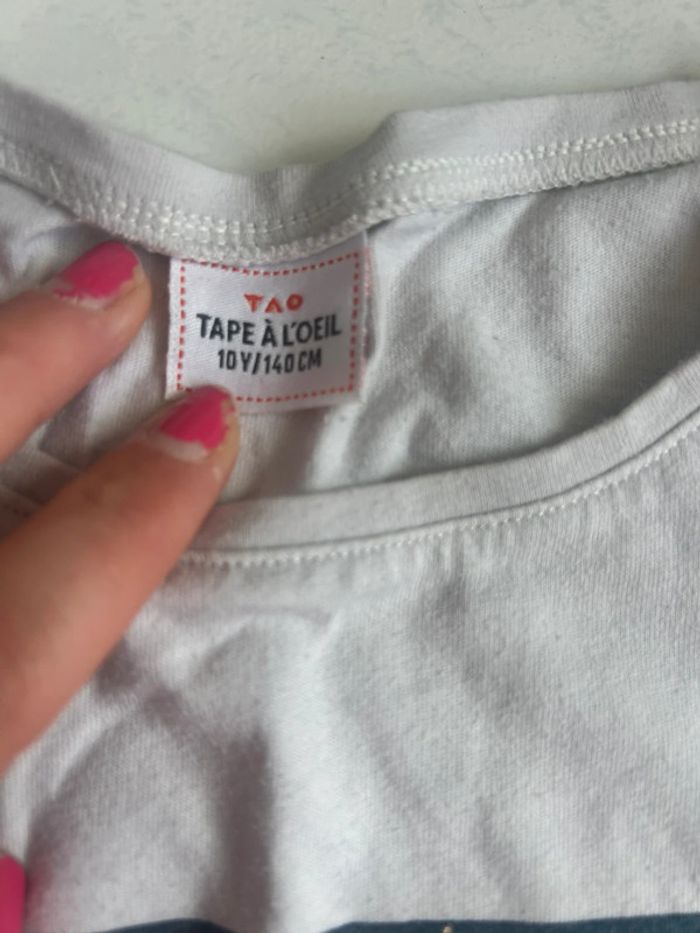 TAO
TAPE À L'OEIL
10Y/140CM